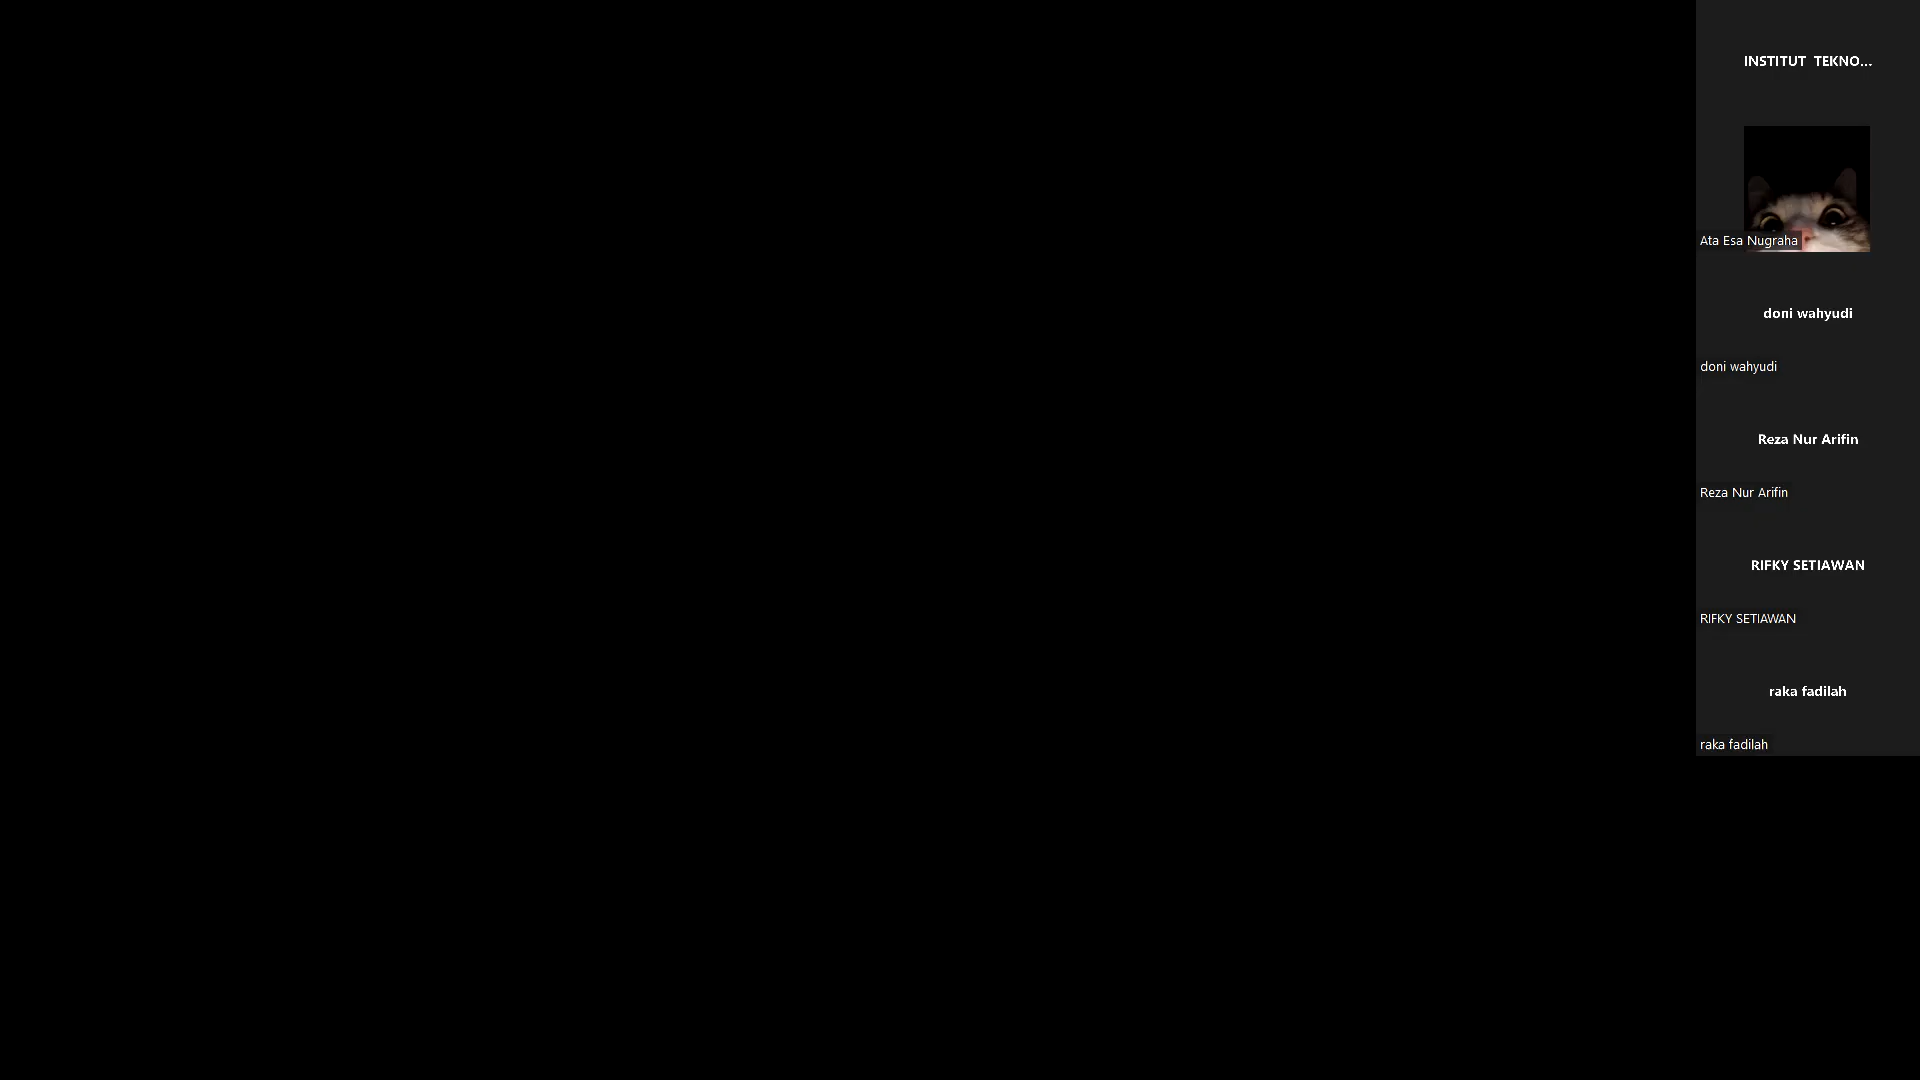 INSTITUT TEKNO...
Ata Esa Nugraha
doni wahyudi
doni wahyudi
Reza Nur Arifin
Reza Nur Arifin
RIFKY SETIAWAN
RIFKY SETIAWAN
raka fadilah
raka fadilah